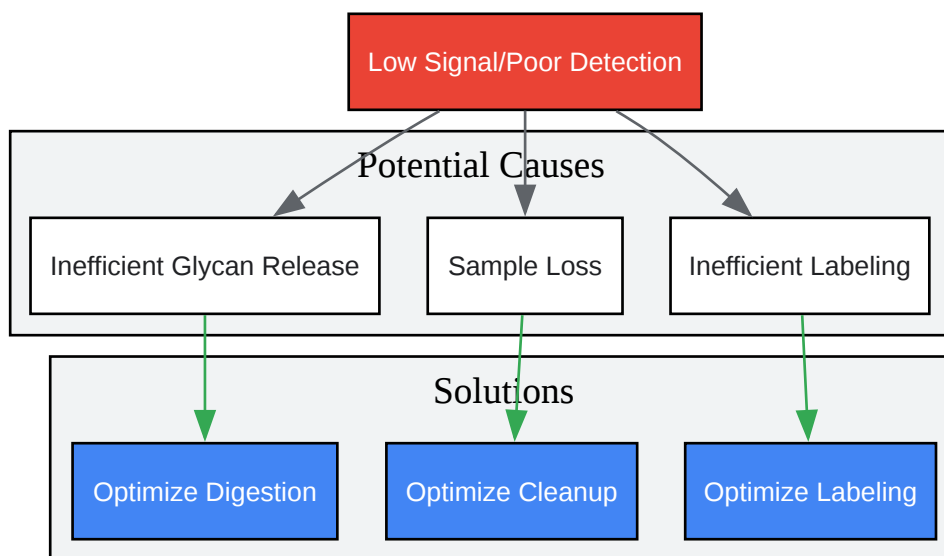 Low Signal/Poor Detection
Potential Causes
Inefficient Glycan Release
Sample Loss
Inefficient Labeling
Solutions
Optimize Digestion
Optimize Cleanup
Optimize Labeling